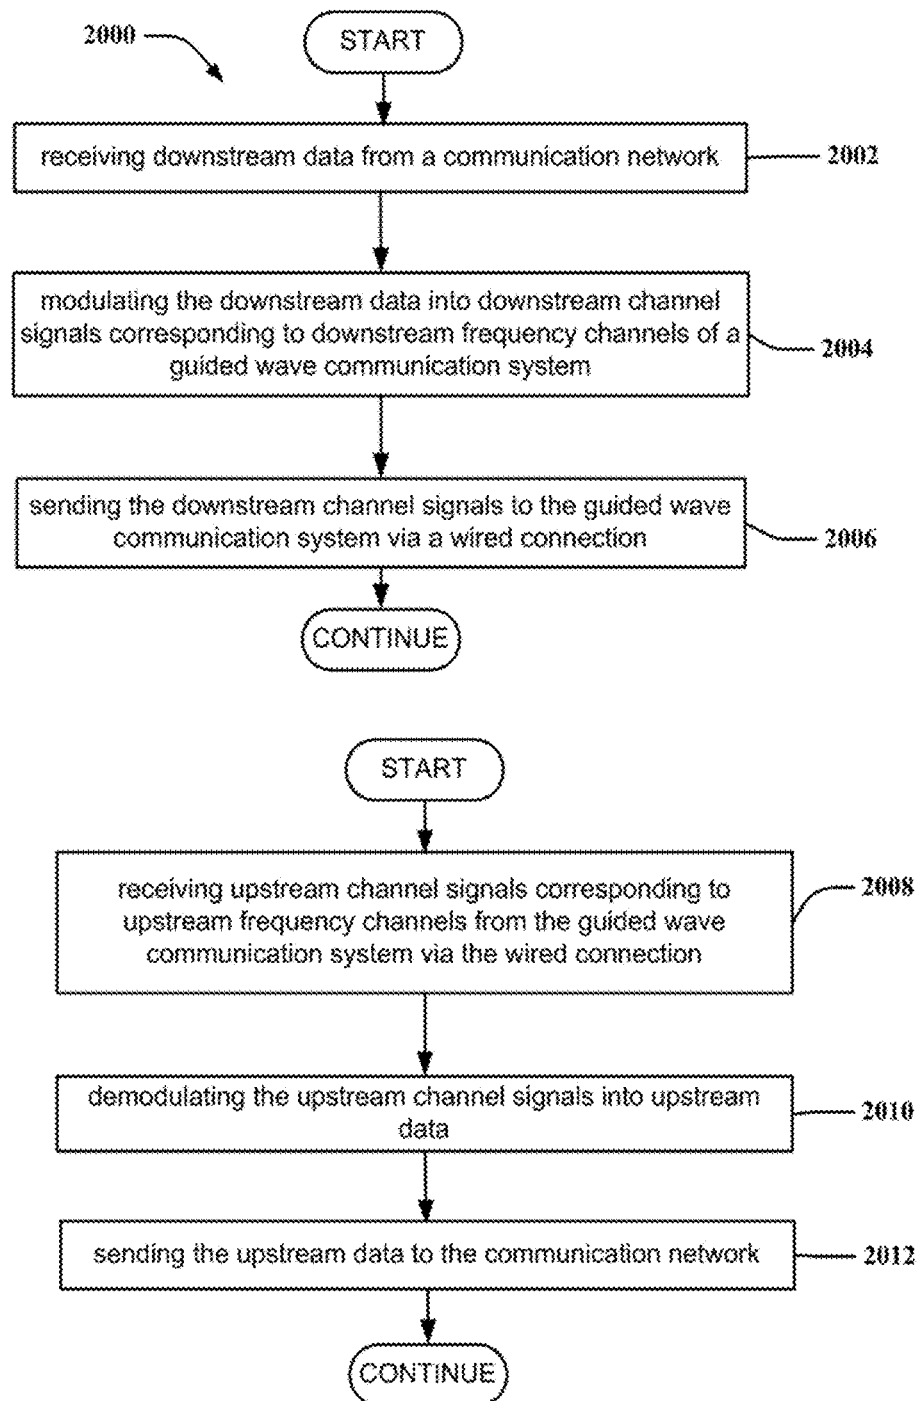 2000
START
receiving downstream data from a communication network
2002
modulating the downstream data into downstream channel
signals corresponding to downstream frequency channels of a
guided wave communication system
2004
sending the downstream channel signals to the guided wave
communication system via a wired connection
2006
CONTINUE
START
receiving upstream channel signals corresponding to
upstream frequency channels from the guided wave
communication system via the wired connection
2008
demodulating the upstream channel signals into upstream
data
2010
sending the upstream data to the communication network
2012
CONTINUE